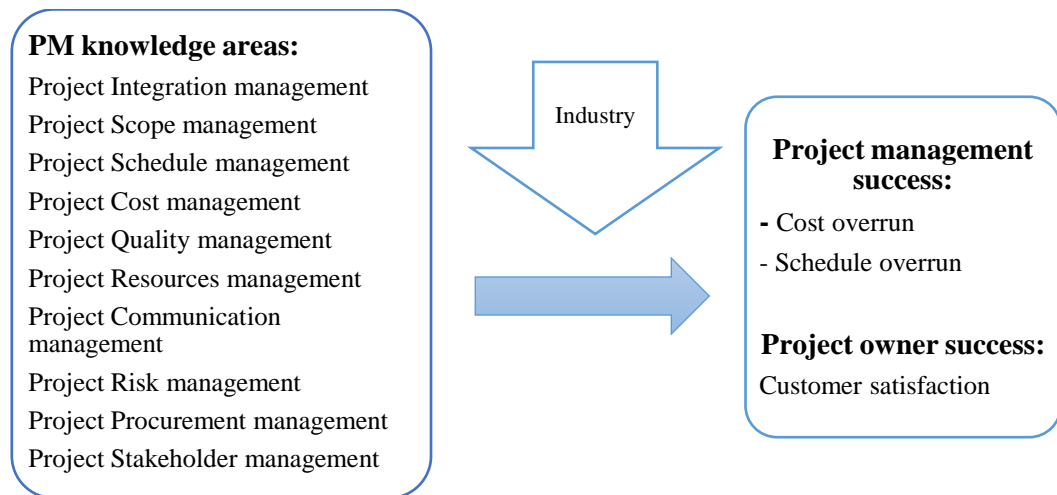 PM knowledge areas:
Project Integration management
Project Scope management
Project Schedule management
Project Cost management
Project Quality management
Project Resources management
Project Communication
management
Project Risk management
Project Procurement management
Project Stakeholder management
Industry
Project management
success:
- Cost overrun
- Schedule overrun
Project owner success:
Customer satisfaction